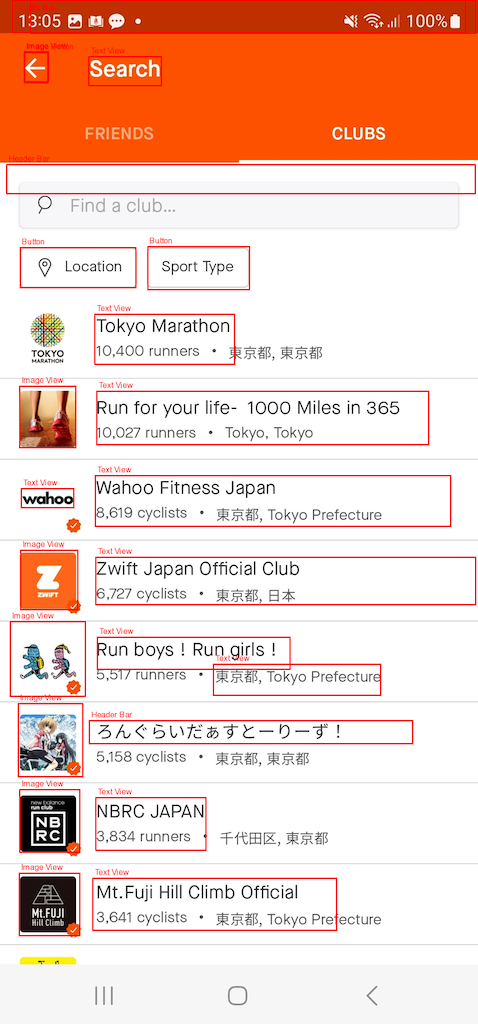 13:05 100%
Image View Button
Text View
Search
FRIENDS CLUBS
Header Bar
Find a club...
Button Button
Location Sport Type
Text View
Tokyo Marathon
TOKYO
MARATHON
10,400 runners • 東京都, 東京都
Image View Text View
Run for your life- 1000 Miles in 365
10,027 runners • Tokyo, Tokyo
Text View
Text View
Wahoo Fitness Japan
wahoo
8,619 cyclists • 東京都, Tokyo Prefecture
Image View Text View
Zwift Japan Official Club
ZWIFT
6,727 cyclists • 東京都, 日本
Image View
Text View
Run boys ! Run girls !
Text View
5,517 runners • 東京都, Tokyo Prefecture
Image View
Header Bar
ろんぐらいだぁすとーりーず！
5,158 cyclists • 東京都, 東京都
Image View
Text View
new balance
run club
NB
RC
NBRC JAPAN
3,834 runners • 千代田区, 東京都
Image View Text View
Mt.Fuji Hill Climb Official
Mt.FUJI
Hill Climb
3,641 cyclists • 東京都, Tokyo Prefecture